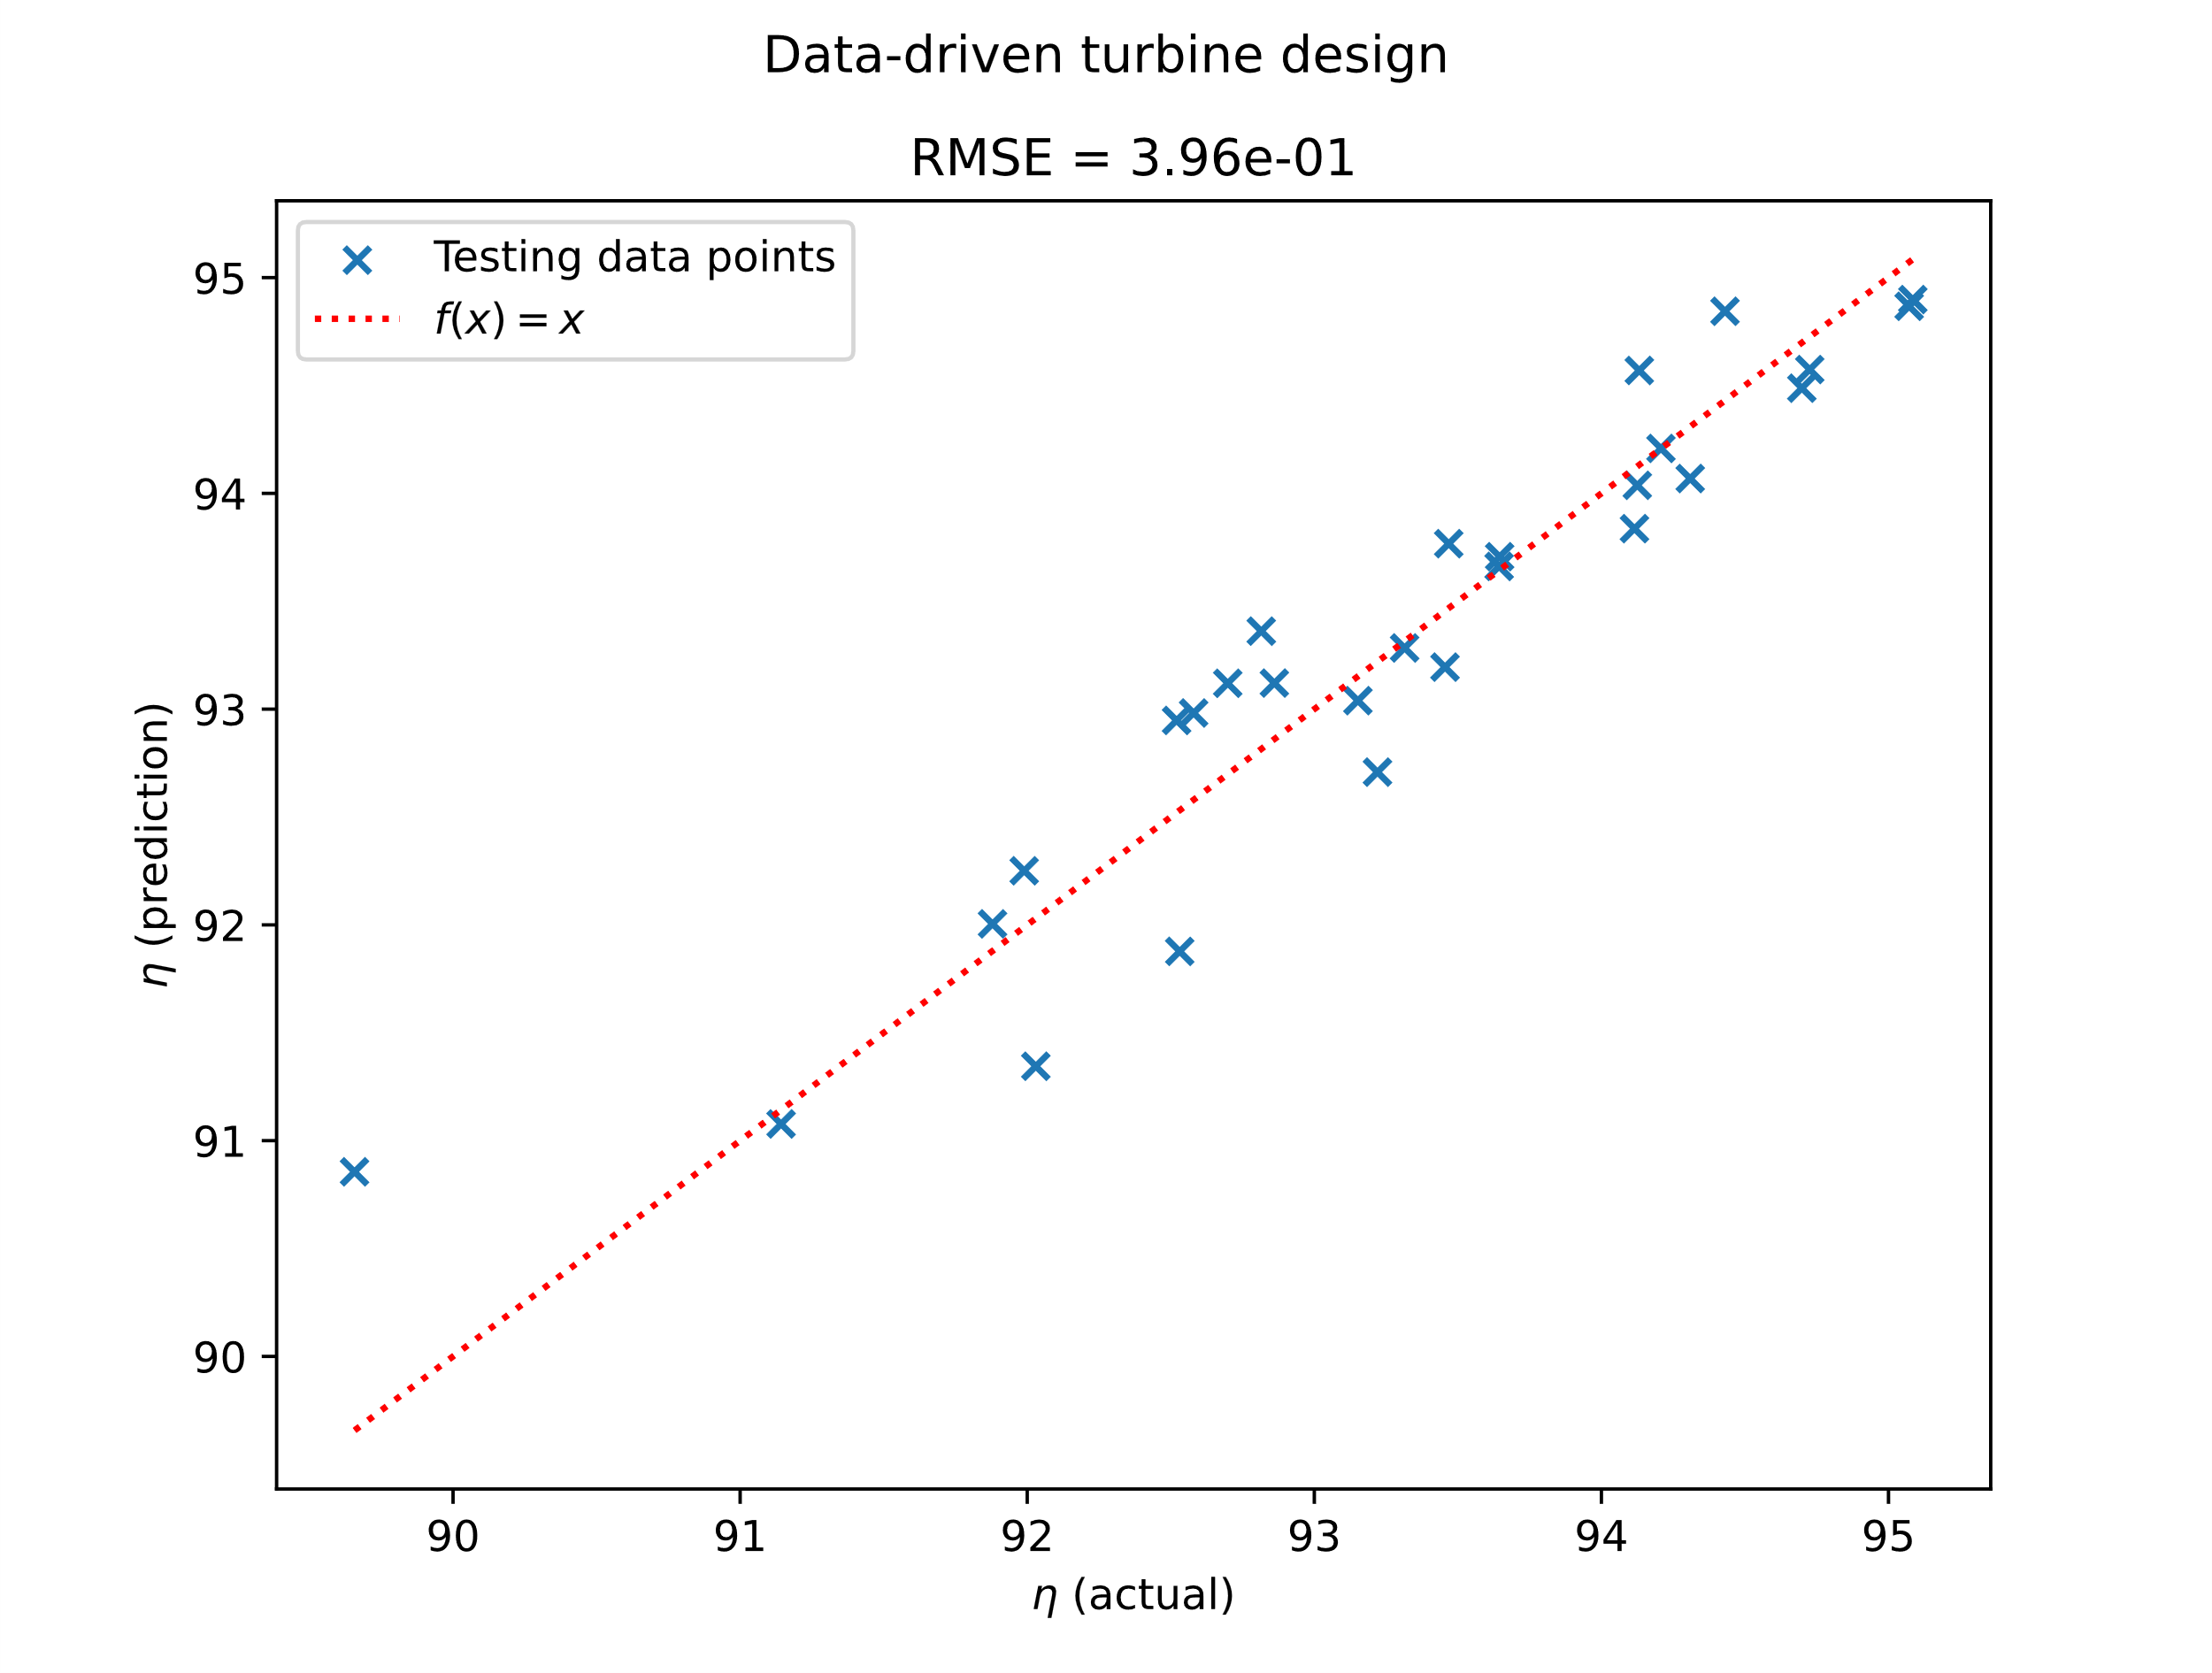 Data-driven turbine design
RMSE = 3.96e-01
Testing data points
f(x) = x
95
94
93
92
91
90
η (prediction)
90 91 92 93 94 95
η (actual)